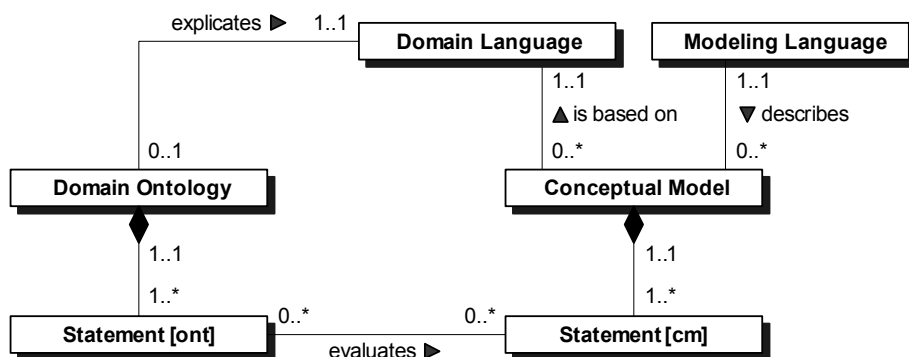 explicates ▶ 1..1
Domain Language
Modeling Language
1..1
1..1
▲ is based on
▼ describes
0..1
0..*
0..*
Domain Ontology
Conceptual Model
1..1
1..1
1..*
1..*
Statement [ont]
0..*
0..*
Statement [cm]
evaluates ▶